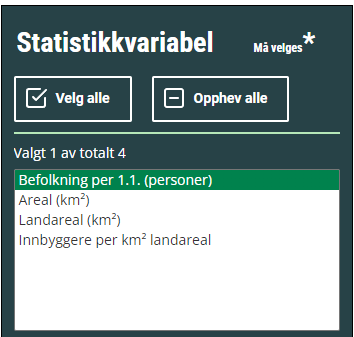 Statistikkvariabel Må velges*
Velg alle Opphev alle
Valgt 1 av totalt 4
Befolkning per 1.1. (personer)
Areal (km²)
Landareal (km²)
Innbyggere per km² landareal